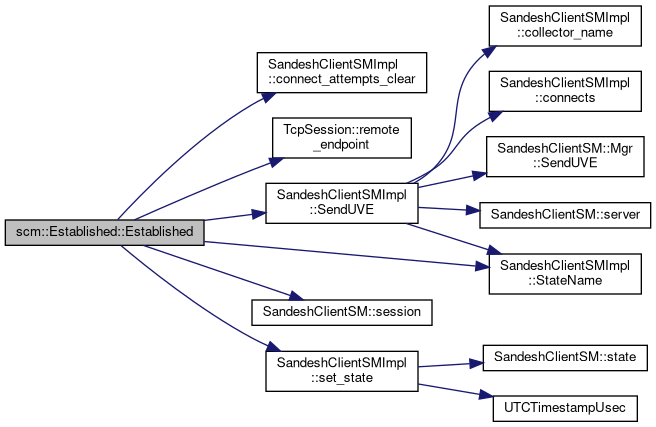 SandeshClientSMImpl
::collector_name
SandeshClientSMImpl
::connect_attempts_clear
SandeshClientSMImpl
::connects
TcpSession::remote
_endpoint
SandeshClientSM::Mgr
::SendUVE
SandeshClientSMImpl
::SendUVE
SandeshClientSM::server
scm::Established::Established
SandeshClientSMImpl
::StateName
SandeshClientSM::session
SandeshClientSM::state
SandeshClientSMImpl
::set_state
UTCTimestampUsec